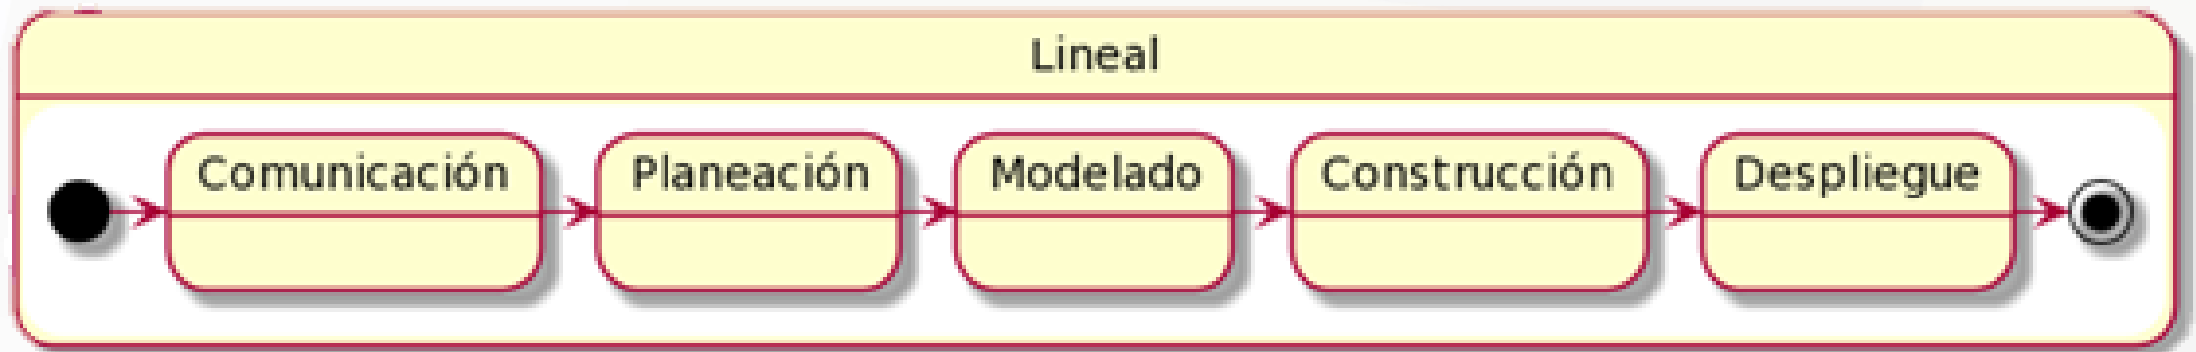 Lineal
Comunicación
Planeación
Modelado
Construcción
Despliegue